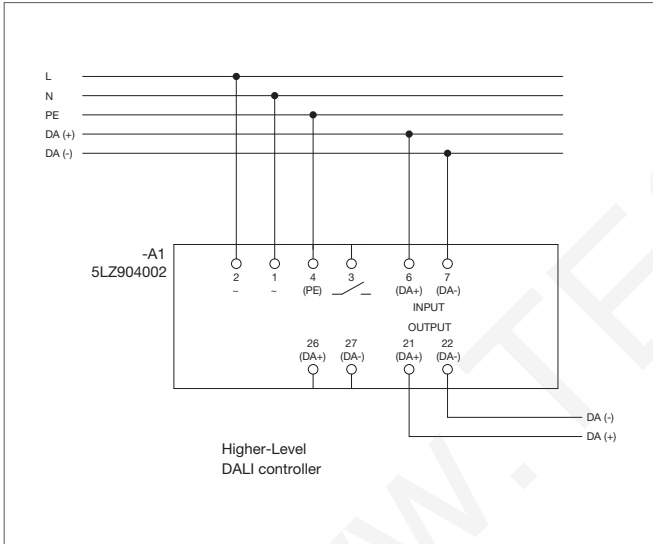 L
N
PE
DA (+)
DA (-)
-A1
5LZ904002
2 1 4 3 6 7
~ ~ (PE) (DA+) (DA-)
INPUT
OUTPUT
26 27 21 22
(DA+) (DA-) (DA+) (DA-)
DA (-)
DA (+)
Higher-Level
DALI controller